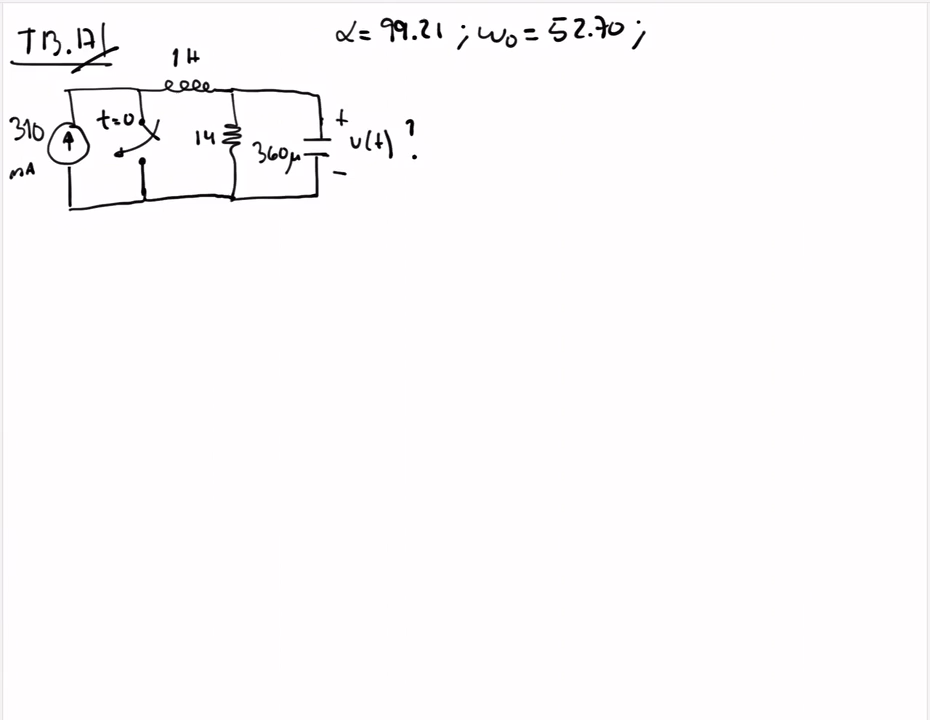 TB.17|
α= 99.21 ; ω₀ = 52.70 ;
1H
t=0
310
mA
14
360μ
+
v(t) ?
-